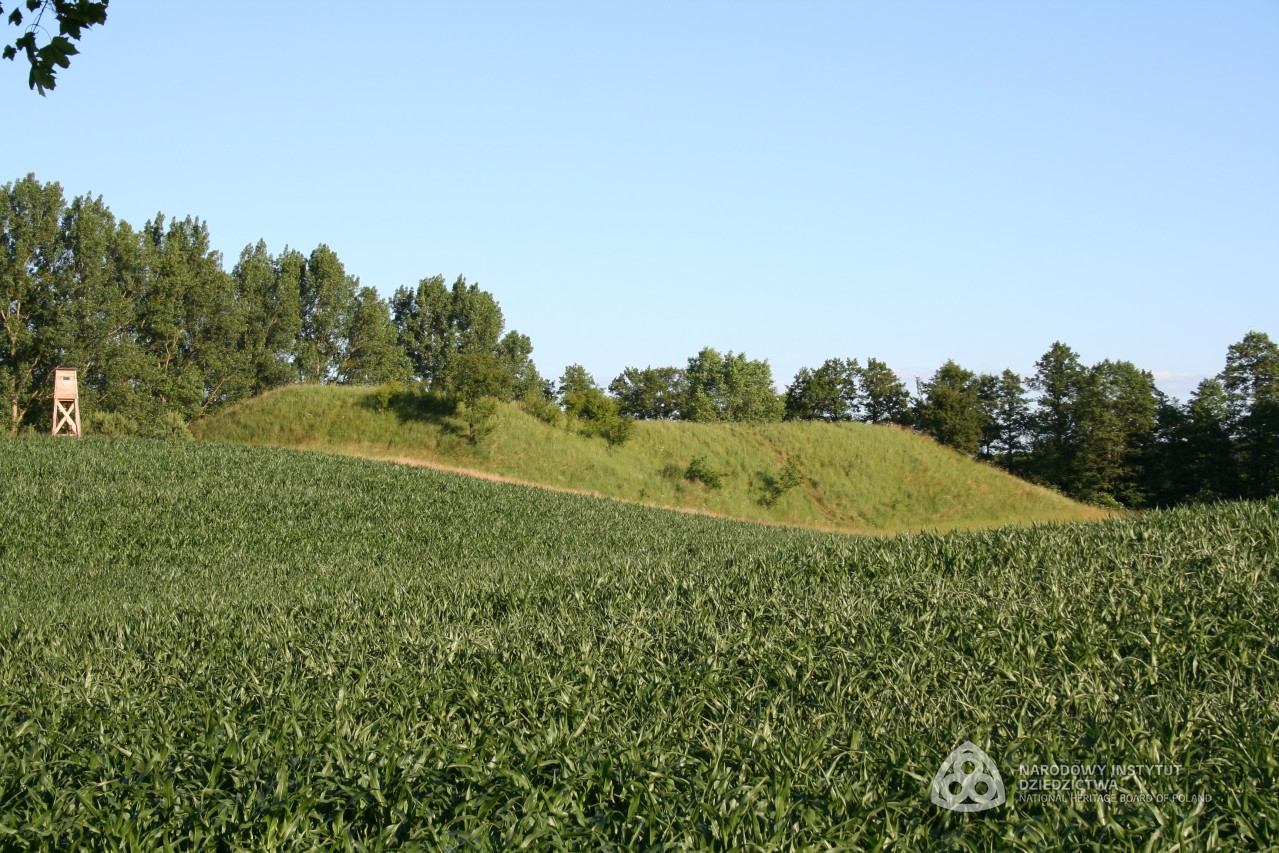 NARODOWY INSTYTUT
DZIEDZICTWA
NATIONAL HERITAGE BOARD OF POLAND